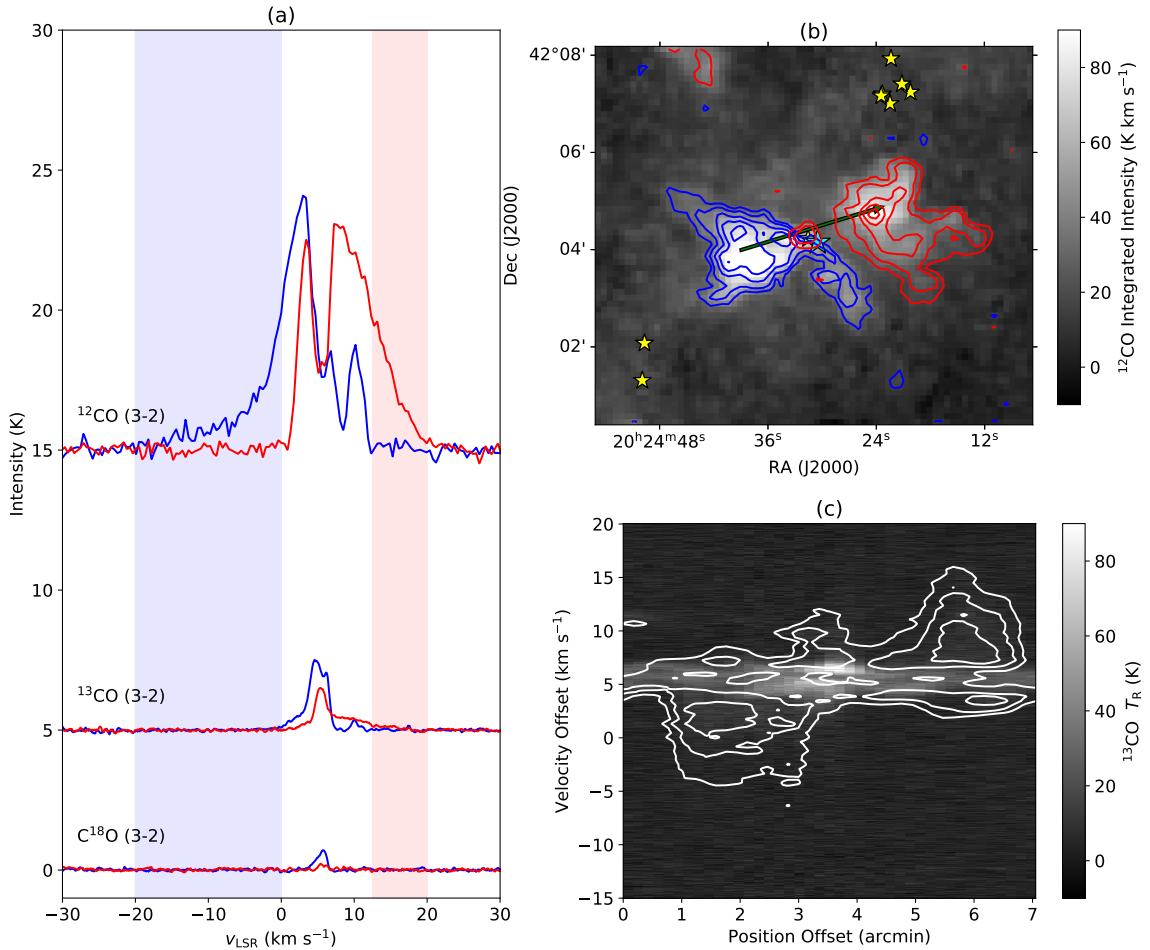 (a)
30
25
20
15
10
5
0
Intensity (K)
¹²CO (3-2)
¹³CO (3-2)
C¹⁸O (3-2)
−30 −20 −10 0 10 20 30
v_LSR (km s⁻¹)
(b)
42°08'
06'
04'
02'
Dec (J2000)
20ʰ24ᵐ48ˢ 36ˢ 24ˢ 12ˢ
RA (J2000)
80
60
40
20
0
¹²CO Integrated Intensity (K km s⁻¹)
(c)
20
15
10
5
0
−5
−10
−15
Velocity Offset (km s⁻¹)
0 1 2 3 4 5 6 7
Position Offset (arcmin)
80
60
40
20
0
¹³CO T_R (K)